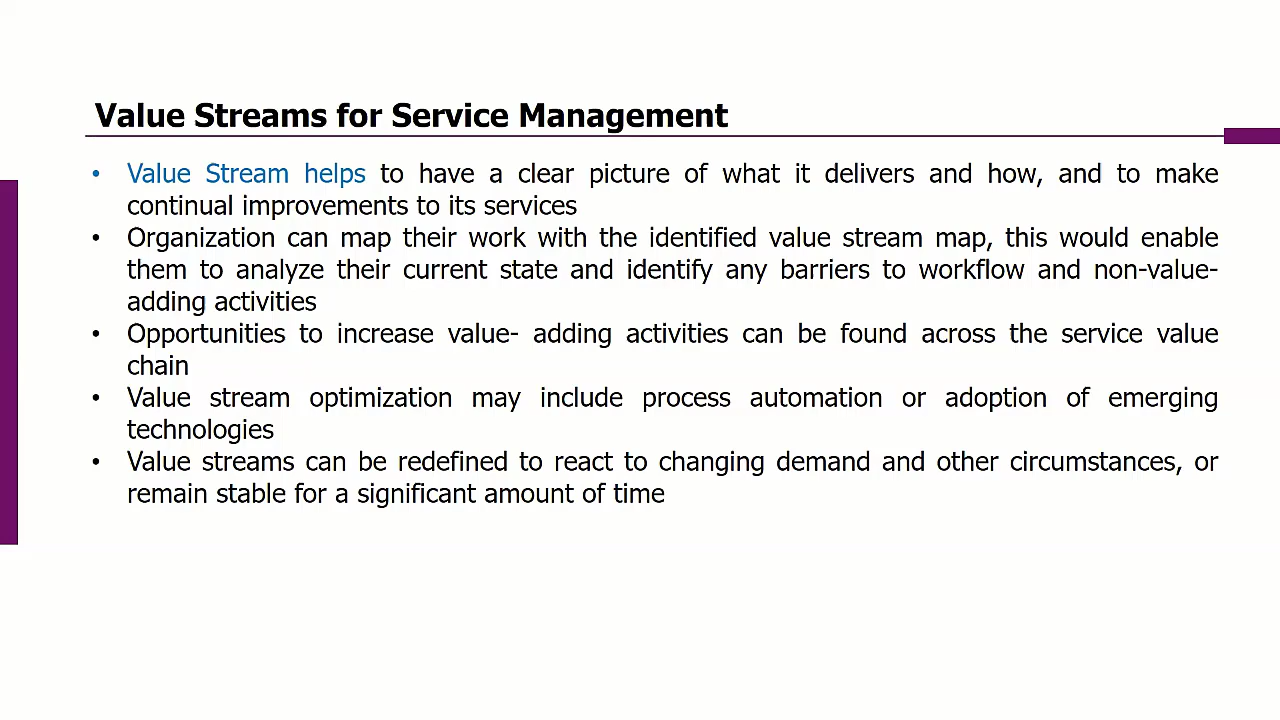 Value Streams for Service Management
• Value Stream helps to have a clear picture of what it delivers and how, and to make
continual improvements to its services
• Organization can map their work with the identified value stream map, this would enable
them to analyze their current state and identify any barriers to workflow and non-value-
adding activities
• Opportunities to increase value- adding activities can be found across the service value
chain
• Value stream optimization may include process automation or adoption of emerging
technologies
• Value streams can be redefined to react to changing demand and other circumstances, or
remain stable for a significant amount of time